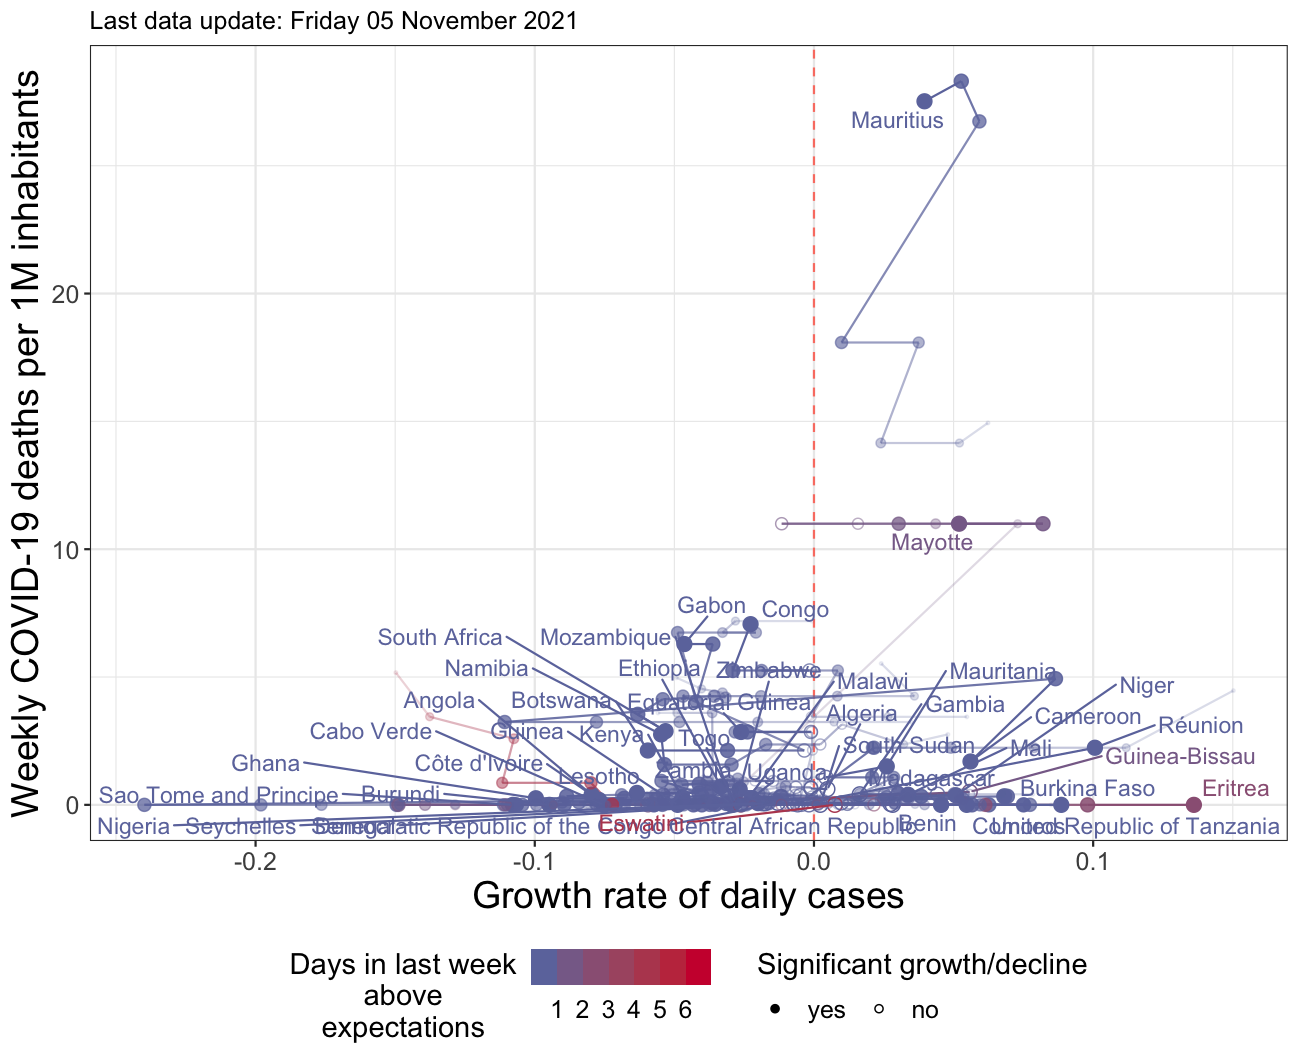 Last data update: Friday 05 November 2021
Weekly COVID-19 deaths per 1M inhabitants
20
10
0
Mauritius
Mayotte
Gabon
Congo
South Africa
Mozambique
Namibia
Ethiopia
Zimbabwe
Malawi
Mauritania
Niger
Angola
Botswana
Equatorial Guinea
Gambia
Algeria
Cameroon
Réunion
Cabo Verde
Guinea
Kenya
Togo
South Sudan
Mali
Guinea-Bissau
Ghana
Côte d'Ivoire
Lesotho
Zambia
Uganda
Madagascar
Sao Tome and Principe
Burundi
Burkina Faso
Eritrea
Nigeria
Seychelles
Senegal
Democratic Republic of the Congo
Eswatini
Central African Republic
Benin
Comoros
United Republic of Tanzania
-0.2
-0.1
0.0
0.1
Growth rate of daily cases
Days in last week
above
expectations
1 2 3 4 5 6
Significant growth/decline
yes
no